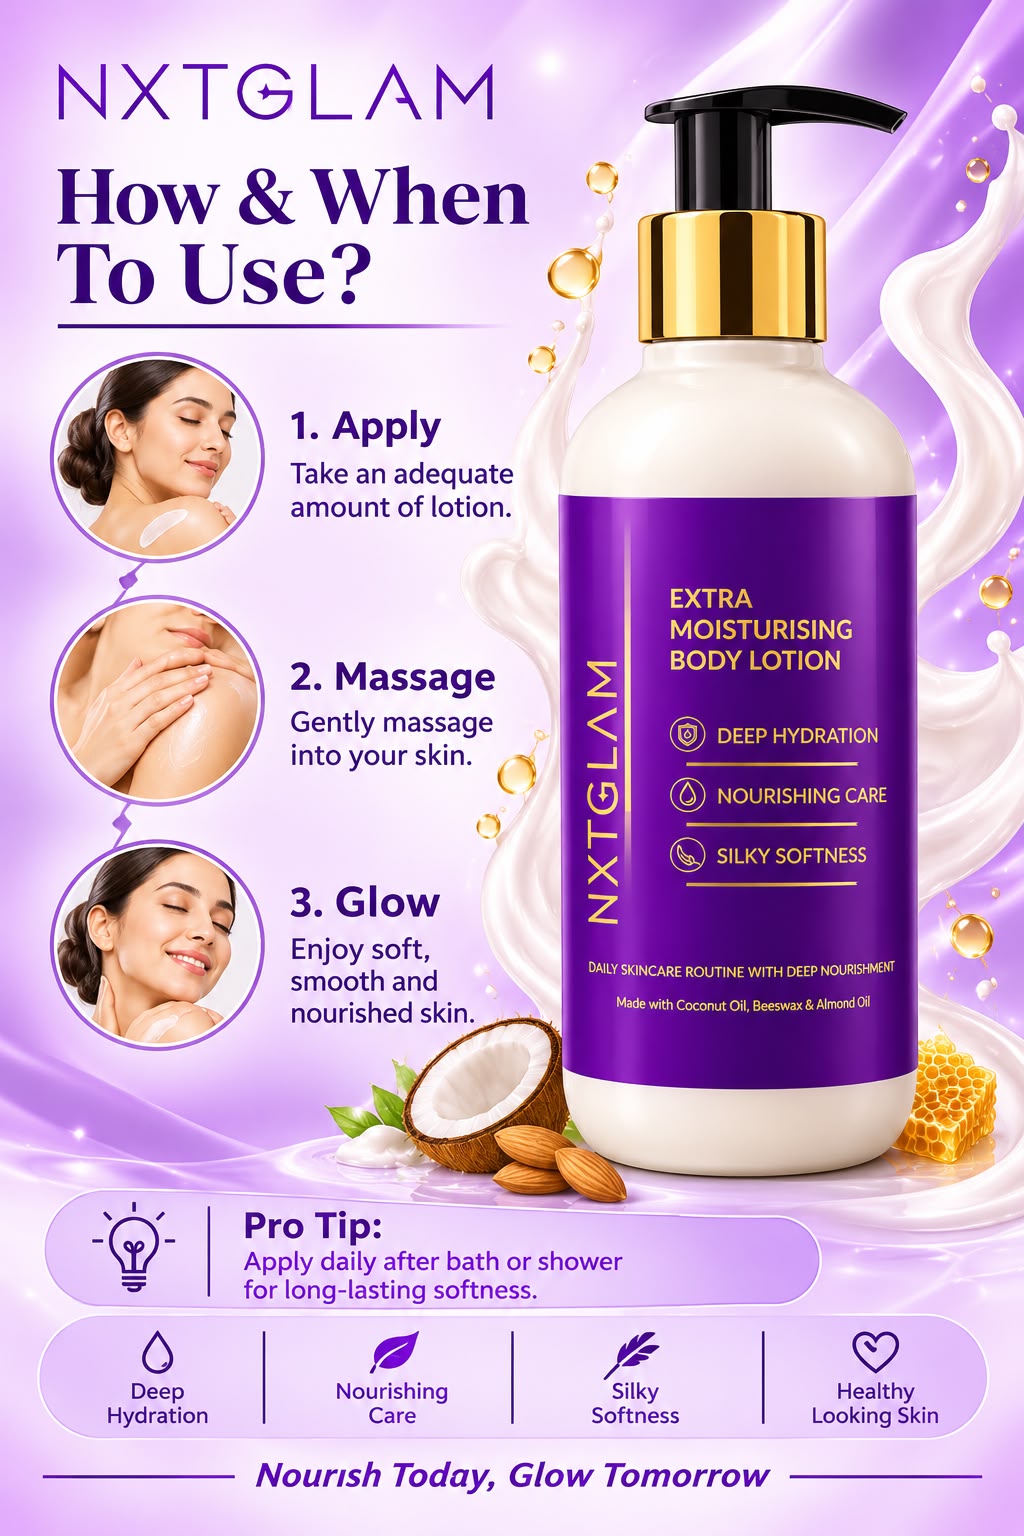 NXTGLAM
How & When
To Use?
1. Apply
Take an adequate
amount of lotion.
2. Massage
Gently massage
into your skin.
3. Glow
Enjoy soft,
smooth and
nourished skin.
NXTGLAM
EXTRA
MOISTURISING
BODY LOTION
DEEP HYDRATION
NOURISHING CARE
SILKY SOFTNESS
DAILY SKINCARE ROUTINE WITH DEEP NOURISHMENT
Made with Coconut Oil, Beeswax & Almond Oil
Pro Tip:
Apply daily after bath or shower
for long-lasting softness.
Deep
Hydration
Nourishing
Care
Silky
Softness
Healthy
Looking Skin
Nourısh Today, Glow Tomorrow